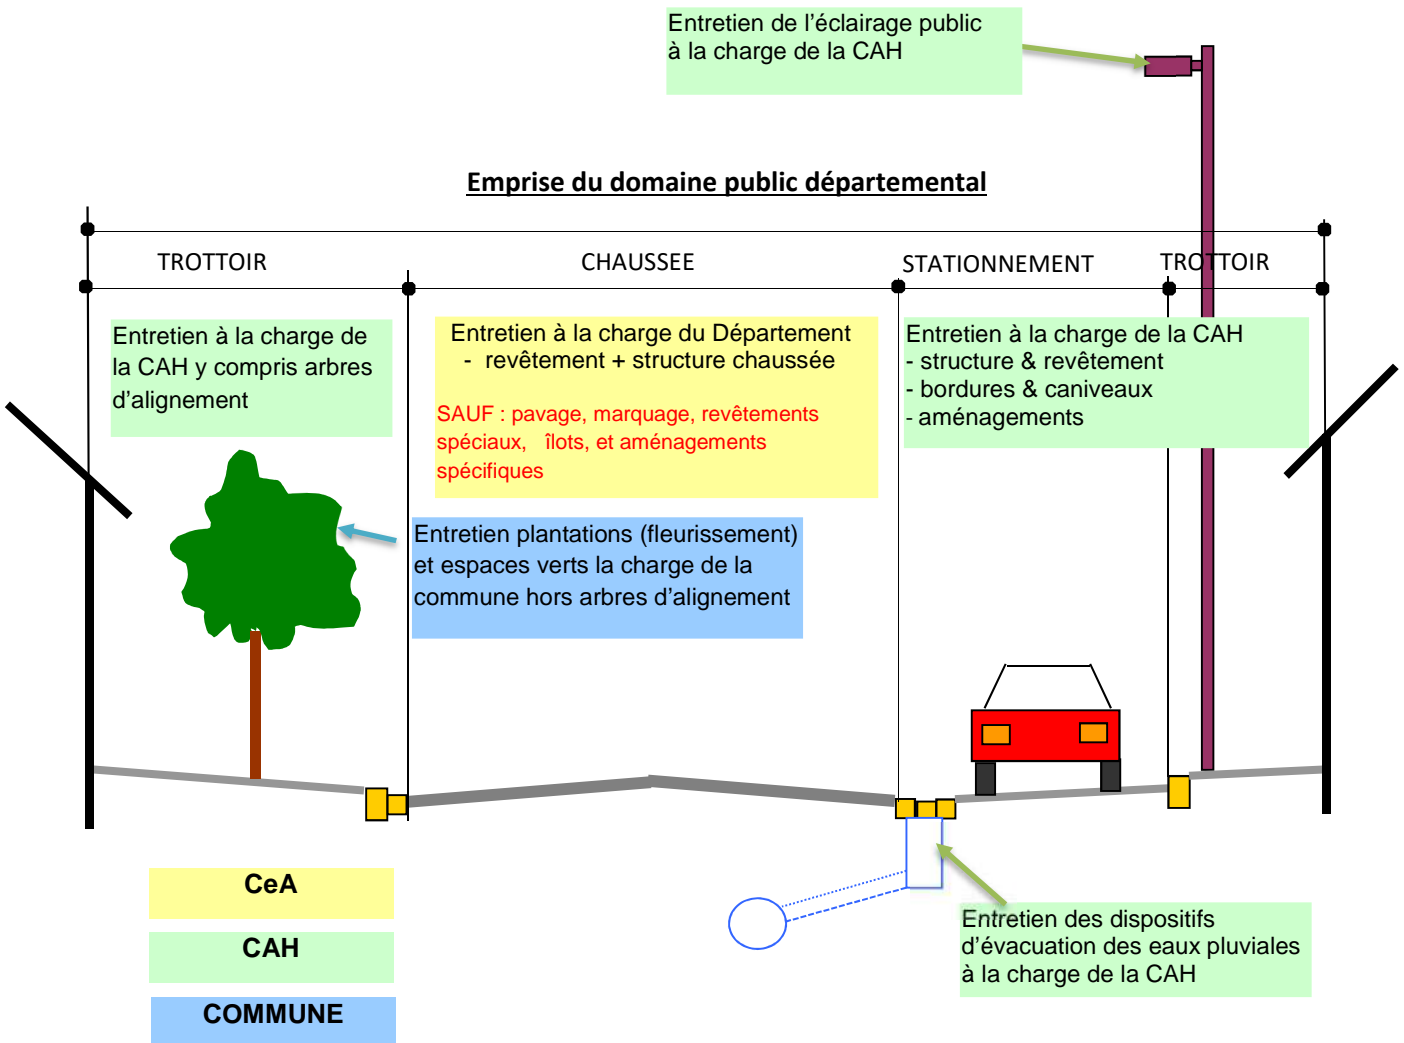 Entretien de l’éclairage public
à la charge de la CAH
Emprise du domaine public départemental
TROTTOIR
CHAUSSEE
STATIONNEMENT
TROTTOIR
Entretien à la charge de
la CAH y compris arbres
d’alignement
Entretien à la charge du Département
- revêtement + structure chaussée
SAUF : pavage, marquage, revêtements
spéciaux, îlots, et aménagements
spécifiques
Entretien à la charge de la CAH
- structure & revêtement
- bordures & caniveaux
- aménagements
Entretien plantations (fleurissement)
et espaces verts la charge de la
commune hors arbres d’alignement
CeA
CAH
COMMUNE
Entretien des dispositifs
d’évacuation des eaux pluviales
à la charge de la CAH